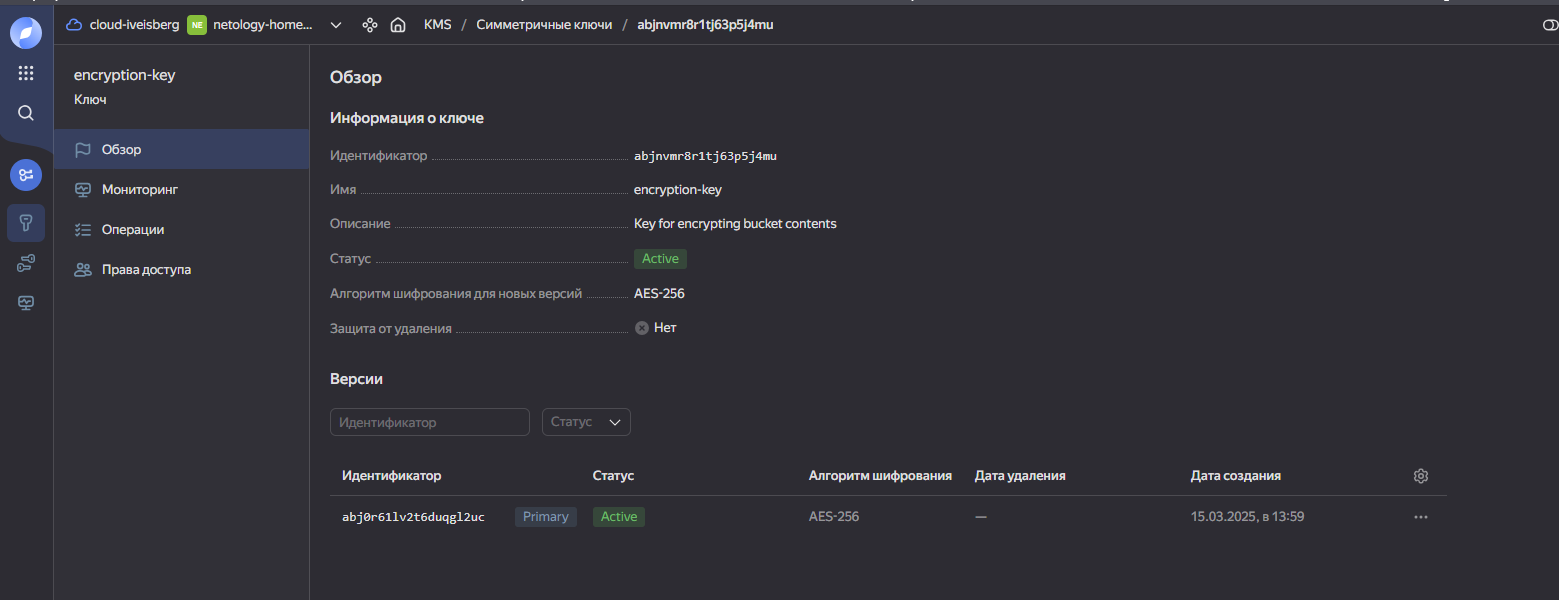 cloud-iveisberg NE netology-home... KMS / Симметричные ключи / abjnvmr8r1tj63p5j4mu
encryption-key
Ключ
Обзор
Мониторинг
Операции
Права доступа
Обзор
Информация о ключе
Идентификатор abjnvmr8r1tj63p5j4mu
Имя encryption-key
Описание Key for encrypting bucket contents
Статус Active
Алгоритм шифрования для новых версий AES-256
Защита от удаления Нет
Версии
Идентификатор Статус
Идентификатор Статус Алгоритм шифрования Дата удаления Дата создания
abj0r61lv2t6duqgl2uc Primary Active AES-256 — 15.03.2025, в 13:59